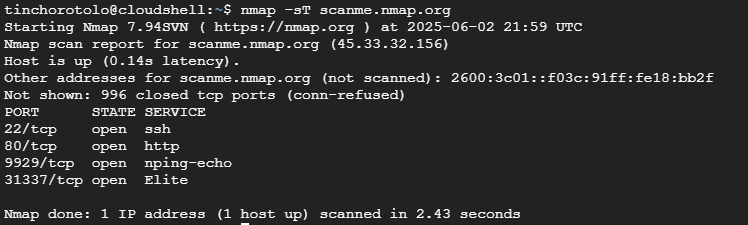 tinchorotolo@cloudshell:~$ nmap -sT scanme.nmap.org
Starting Nmap 7.94SVN ( https://nmap.org ) at 2025-06-02 21:59 UTC
Nmap scan report for scanme.nmap.org (45.33.32.156)
Host is up (0.14s latency).
Other addresses for scanme.nmap.org (not scanned): 2600:3c01::f03c:91ff:fe18:bb2f
Not shown: 996 closed tcp ports (conn-refused)
PORT      STATE SERVICE
22/tcp    open  ssh
80/tcp    open  http
9929/tcp  open  nping-echo
31337/tcp open  Elite

Nmap done: 1 IP address (1 host up) scanned in 2.43 seconds